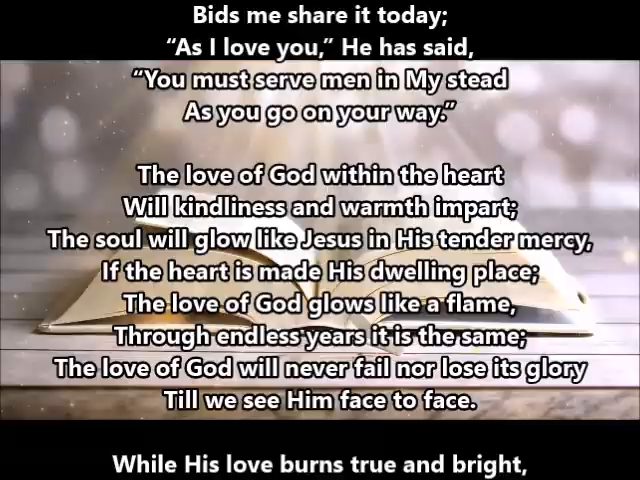 Bids me share it today;
“As I love you,” He has said,
“You must serve men in My stead
As you go on your way.”
The love of God within the heart
Will kindliness and warmth impart;
The soul will glow like Jesus in His tender mercy,
If the heart is made His dwelling place;
The love of God glows like a flame,
Through endless years it is the same;
The love of God will never fail nor lose its glory
Till we see Him face to face.
While His love burns true and bright,